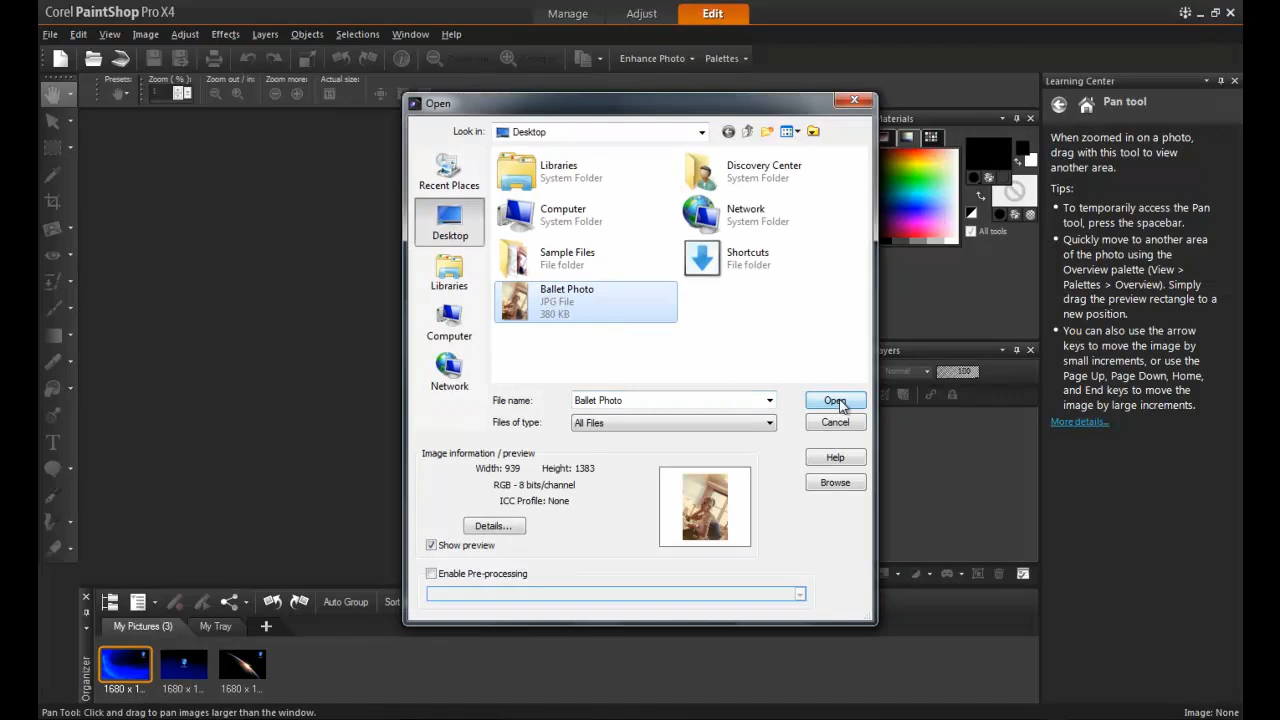 Corel PaintShop Pro X4
Manage Adjust Edit
File Edit View Image Adjust Effects Layers Objects Selections Window Help
Enhance Photo Palettes
Presets: Zoom ( % ): Zoom out / in: Zoom more: Actual size:
1
Open
Look in: Desktop
Recent Places
Desktop
Libraries
Computer
Network
Libraries
System Folder
Discovery Center
System Folder
Computer
System Folder
Network
System Folder
Sample Files
File folder
Shortcuts
File folder
Ballet Photo
JPG File
380 KB
File name: Ballet Photo Open
Files of type: All Files Cancel
Help
Browse
Image information / preview
Width: 939 Height: 1383
RGB - 8 bits/channel
ICC Profile: None
Details...
Show preview
Enable Pre-processing
Materials
All tools
ayers
Normal 100
Learning Center
Pan tool
When zoomed in on a photo,
drag with this tool to view
another area.
Tips:
• To temporarily access the Pan
tool, press the spacebar.
• Quickly move to another area
of the photo using the
Overview palette (View >
Palettes > Overview). Simply
drag the preview rectangle to a
new position.
• You can also use the arrow
keys to move the image by
small increments, or use the
Page Up, Page Down, Home,
and End keys to move the
image by large increments.
More details...
Auto Group Sort
My Pictures (3) My Tray
Organizer
1680 x 1... 1680 x 1... 1680 x 1...
Pan Tool: Click and drag to pan images larger than the window.
Image: None